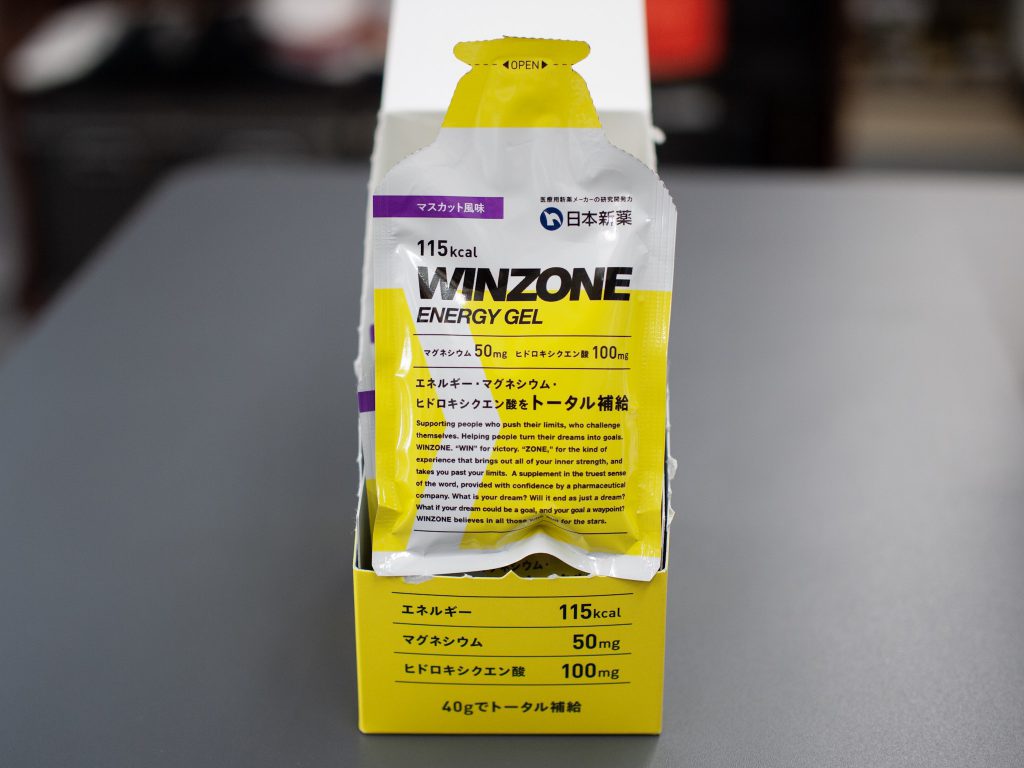 ◀OPEN▶
マスカット風味
医療用新薬メーカーの研究開発力
日本新薬
115kcal
WINZONE
ENERGY GEL
マグネシウム 50mg ヒドロキシクエン酸 100mg
エネルギー・マグネシウム・
ヒドロキシクエン酸をトータル補給
Supporting people who push their limits, who challenge
themselves. Helping people turn their dreams into goals.
WINZONE. “WIN” for victory. “ZONE,” for the kind of
experience that brings out all of your inner strength, and
takes you past your limits. A supplement in the truest sense
of the word, provided with confidence by a pharmaceutical
company. What is your dream? Will it end as just a dream?
What if your dream could be a goal, and your goal a waypoint?
WINZONE believes in all those for the stars.
エネルギー 115kcal
マグネシウム 50mg
ヒドロキシクエン酸 100mg
40gでトータル補給